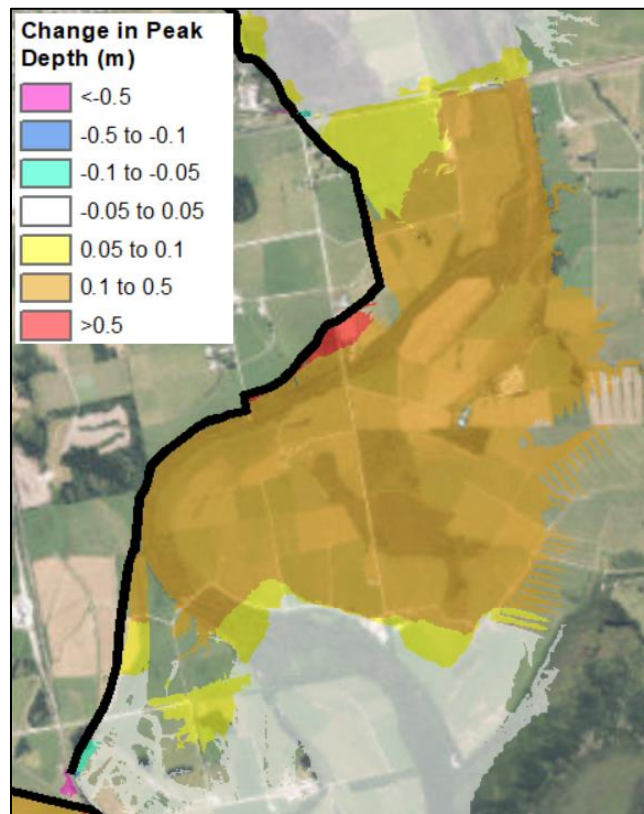 Change in Peak
Depth (m)
<-0.5
-0.5 to -0.1
-0.1 to -0.05
-0.05 to 0.05
0.05 to 0.1
0.1 to 0.5
>0.5